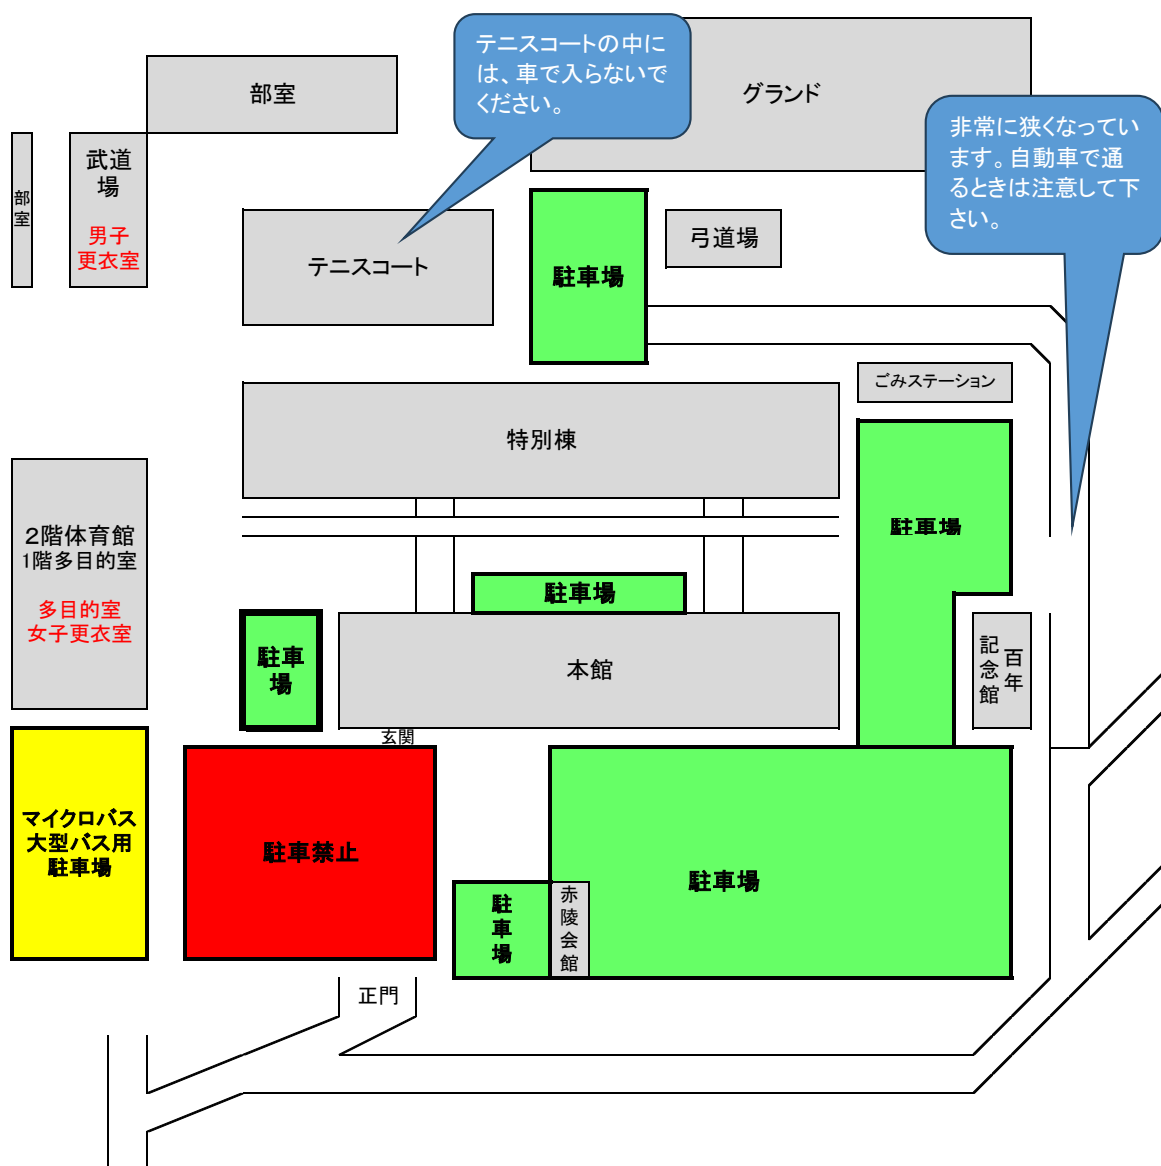 テニスコートの中に
は、車で入らないで
ください。
グランド
部室
非常に狭くなってい
ます。自動車で通
るときは注意して下
さい。
部室
武道
場
男子
更衣室
弓道場
テニスコート
駐車場
ごみステーション
特別棟
駐車場
2階体育館
1階多目的室
多目的室
女子更衣室
駐車場
駐車
場
本館
百年
記念館
玄関
マイクロバス
大型バス用
駐車場
駐車禁止
駐車場
駐車場
赤陵会館
正門